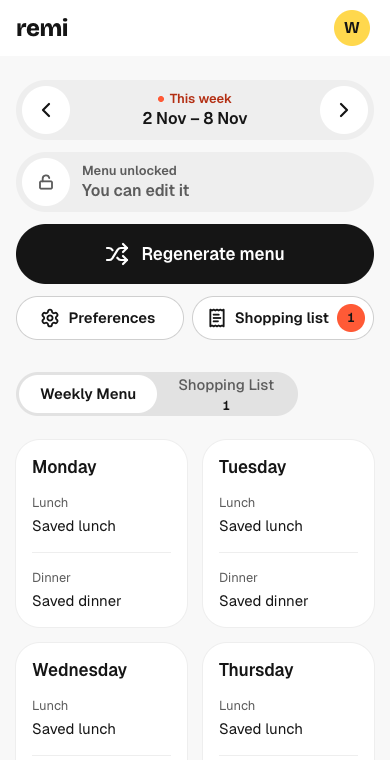 remi
W
This week
2 Nov – 8 Nov
Menu unlocked
You can edit it
Regenerate menu
Preferences
Shopping list 1
Weekly Menu
Shopping List
1
Monday
Lunch
Saved lunch
Dinner
Saved dinner
Tuesday
Lunch
Saved lunch
Dinner
Saved dinner
Wednesday
Lunch
Saved lunch
Thursday
Lunch
Saved lunch